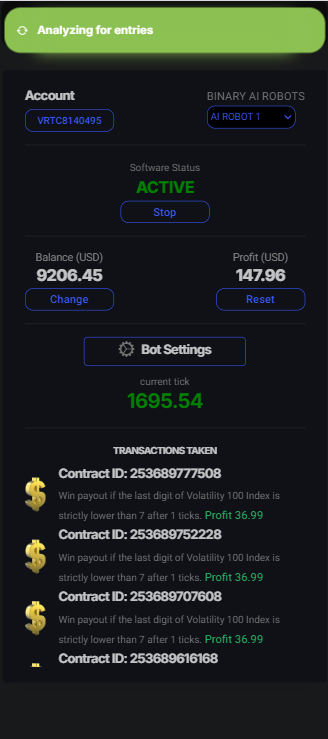 Analyzing for entries
Account
BINARY AI ROBOTS
VRTC8140495
AI ROBOT 1
Software Status
ACTIVE
Stop
Balance (USD)
Profit (USD)
9206.45
147.96
Change
Reset
Bot Settings
current tick
1695.54
TRANSACTIONS TAKEN
Contract ID: 253689777508
Win payout if the last digit of Volatility 100 Index is
strictly lower than 7 after 1 ticks. Profit 36.99
Contract ID: 253689752228
Win payout if the last digit of Volatility 100 Index is
strictly lower than 7 after 1 ticks. Profit 36.99
Contract ID: 253689707608
Win payout if the last digit of Volatility 100 Index is
strictly lower than 7 after 1 ticks. Profit 36.99
Contract ID: 253689616168